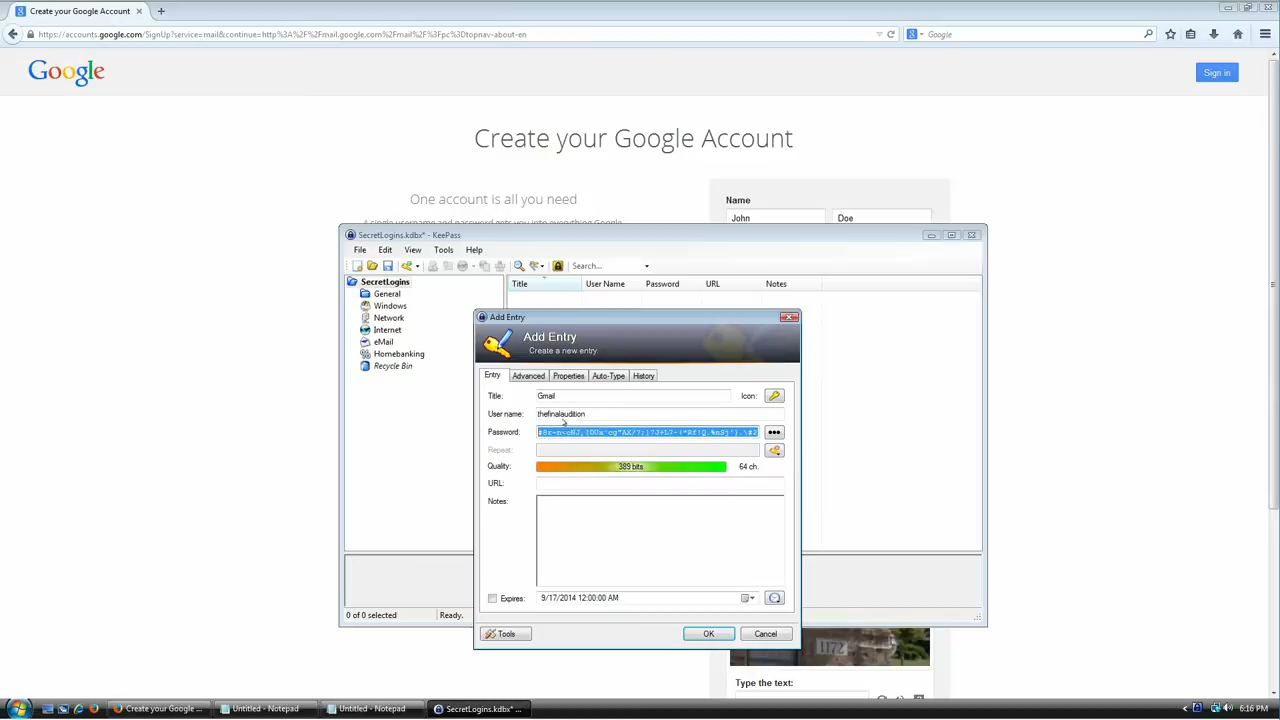 Create your Google Account
https://accounts.google.com/SignUp?service=mail&continue=http%3A%2F%2Fmail.google.com%2Fmail%2F%3Fpc%3Dtopnav-about-en
Google
Google
Sign in
Create your Google Account
One account is all you need
Name
John
Doe
SecretLogins.kdbx* - KeePass
File Edit View Tools Help
Search...
SecretLogins
Title User Name Password URL Notes
General
Windows
Network
Internet
eMail
Homebanking
Recycle Bin
Add Entry
Add Entry
Create a new entry.
Entry Advanced Properties Auto-Type History
Title: Gmail Icon:
User name: thefinalaudition
Password:
Repeat:
Quality: 389 bits 64 ch.
URL:
Notes:
Expires: 9/17/2014 12:00:00 AM
0 of 0 selected Ready.
Tools OK Cancel
1172
Type the text:
Create your Google ... Untitled - Notepad Untitled - Notepad SecretLogins.kdbx* ... 6:16 PM